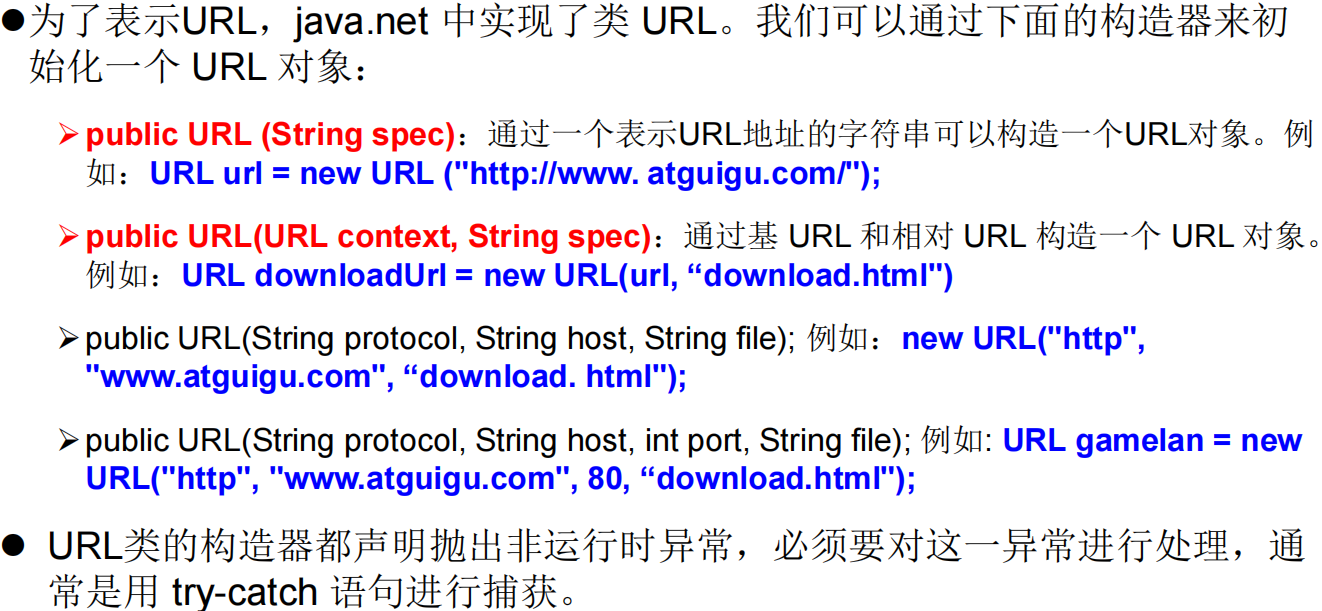 ●为了表示URL，java.net 中实现了类 URL。我们可以通过下面的构造器来初
始化一个 URL 对象：
➢public URL (String spec)：通过一个表示URL地址的字符串可以构造一个URL对象。例
如：URL url = new URL ("http://www. atguigu.com/");
➢public URL(URL context, String spec)：通过基 URL 和相对 URL 构造一个 URL 对象。
例如：URL downloadUrl = new URL(url, “download.html")
➢public URL(String protocol, String host, String file); 例如：new URL("http",
"www.atguigu.com", “download. html");
➢public URL(String protocol, String host, int port, String file); 例如: URL gamelan = new
URL("http", "www.atguigu.com", 80, “download.html");
● URL类的构造器都声明抛出非运行时异常，必须要对这一异常进行处理，通
常是用 try-catch 语句进行捕获。